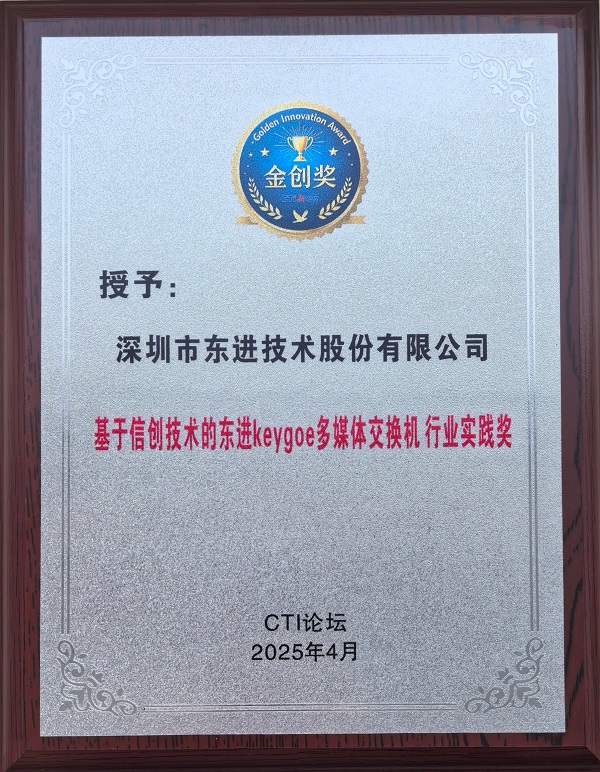 Golden Innovation Award
金创奖
授予：
深圳市东进技术股份有限公司
基于信创技术的东进keygoe多媒体交换机 行业实践奖
CTI论坛
2025年4月